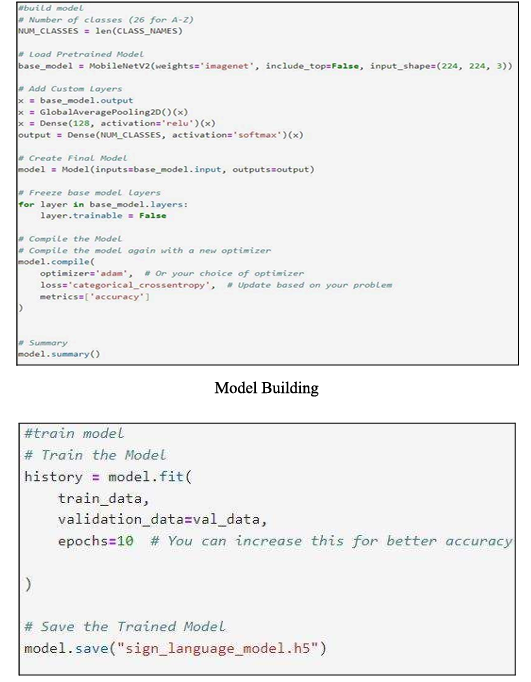 #build model
# Number of classes (26 for A-Z)
NUM_CLASSES = len(CLASS_NAMES)
# Load Pretrained Model
base_model = MobileNetV2(weights='imagenet', include_top=False, input_shape=(224, 224, 3))
# Add Custom Layers
x = base_model.output
x = GlobalAveragePooling2D()(x)
x = Dense(128, activation='relu')(x)
output = Dense(NUM_CLASSES, activation='softmax')(x)
# Create Final Model
model = Model(inputs=base_model.input, outputs=output)
# Freeze base model layers
for layer in base_model.layers:
    layer.trainable = False
# Compile the Model
# Compile the model again with a new optimizer
model.compile(
    optimizer='adam',  # Or your choice of optimizer
    loss='categorical_crossentropy',  # Update based on your problem
    metrics=['accuracy']
)
# Summary
model.summary()
Model Building
#train model
# Train the Model
history = model.fit(
    train_data,
    validation_data=val_data,
    epochs=10  # You can increase this for better accuracy
)
# Save the Trained Model
model.save("sign_language_model.h5")